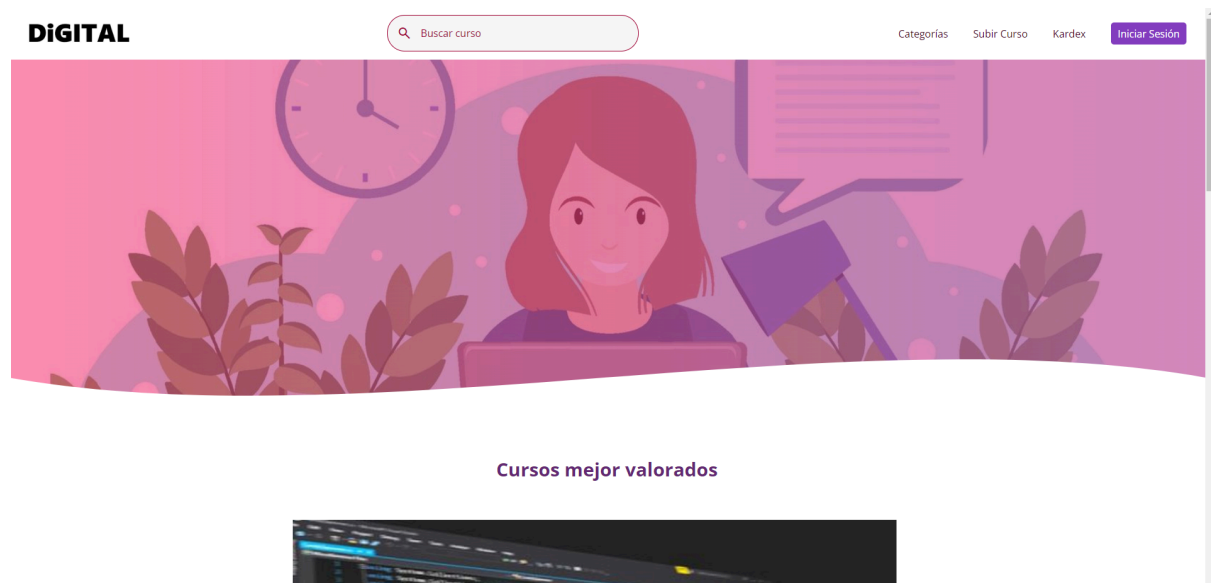 DiGITAL
Buscar curso
Categorías
Subir Curso
Kardex
Iniciar Sesión
Cursos mejor valorados